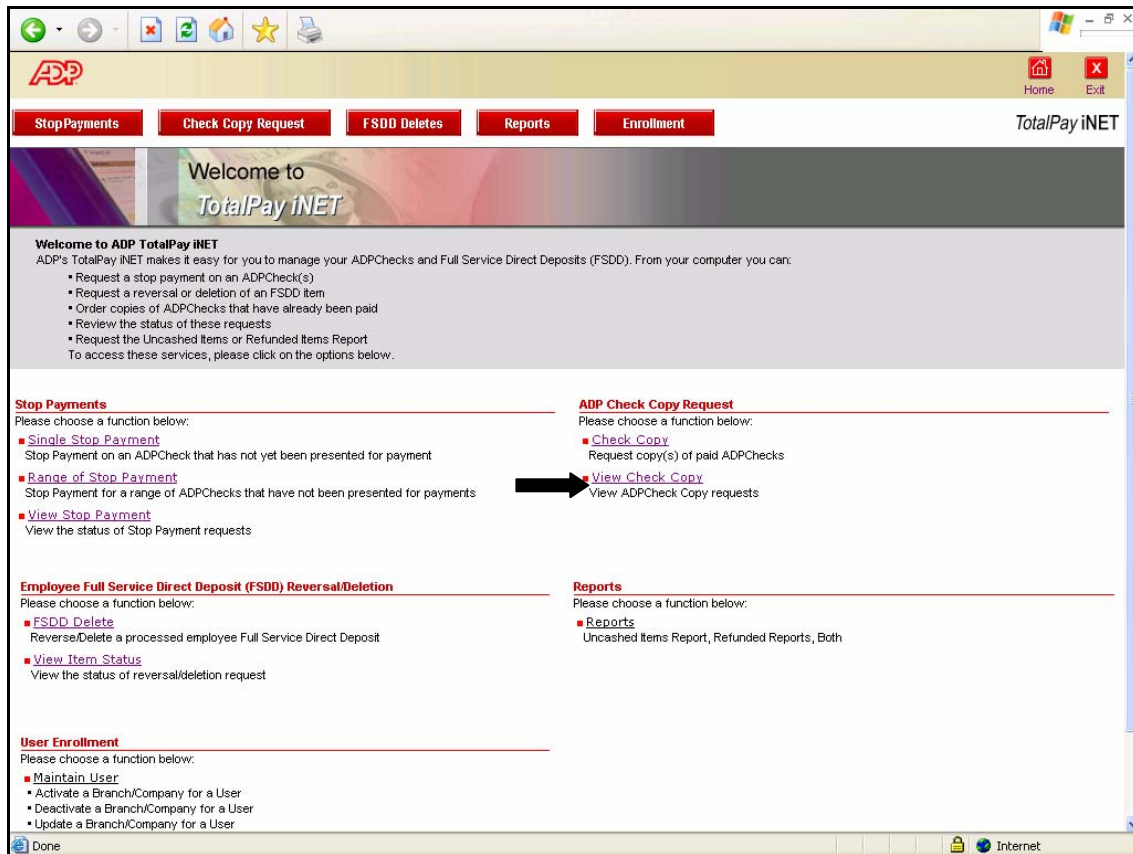 ADP
Home
Exit
Stop Payments
Check Copy Request
FSDD Deletes
Reports
Enrollment
TotalPay iNET
Welcome to
TotalPay iNET
Welcome to ADP TotalPay iNET
ADP's TotalPay iNET makes it easy for you to manage your ADPChecks and Full Service Direct Deposits (FSDD). From your computer you can:
▪ Request a stop payment on an ADPCheck(s)
▪ Request a reversal or deletion of an FSDD item
▪ Order copies of ADPChecks that have already been paid
▪ Review the status of these requests
▪ Request the Uncashed Items or Refunded Items Report
To access these services, please click on the options below.
Stop Payments
Please choose a function below:
▪ Single Stop Payment
Stop Payment on an ADPCheck that has not yet been presented for payment
▪ Range of Stop Payment
Stop Payment for a range of ADPChecks that have not been presented for payments
▪ View Stop Payment
View the status of Stop Payment requests
ADP Check Copy Request
Please choose a function below:
▪ Check Copy
Request copy(s) of paid ADPChecks
▪ View Check Copy
View ADPCheck Copy requests
Employee Full Service Direct Deposit (FSDD) Reversal/Deletion
Please choose a function below:
▪ FSDD Delete
Reverse/Delete a processed employee Full Service Direct Deposit
▪ View Item Status
View the status of reversal/deletion request
Reports
Please choose a function below:
▪ Reports
Uncashed Items Report, Refunded Reports, Both
User Enrollment
Please choose a function below:
▪ Maintain User
▪ Activate a Branch/Company for a User
▪ Deactivate a Branch/Company for a User
▪ Update a Branch/Company for a User
Done
Internet